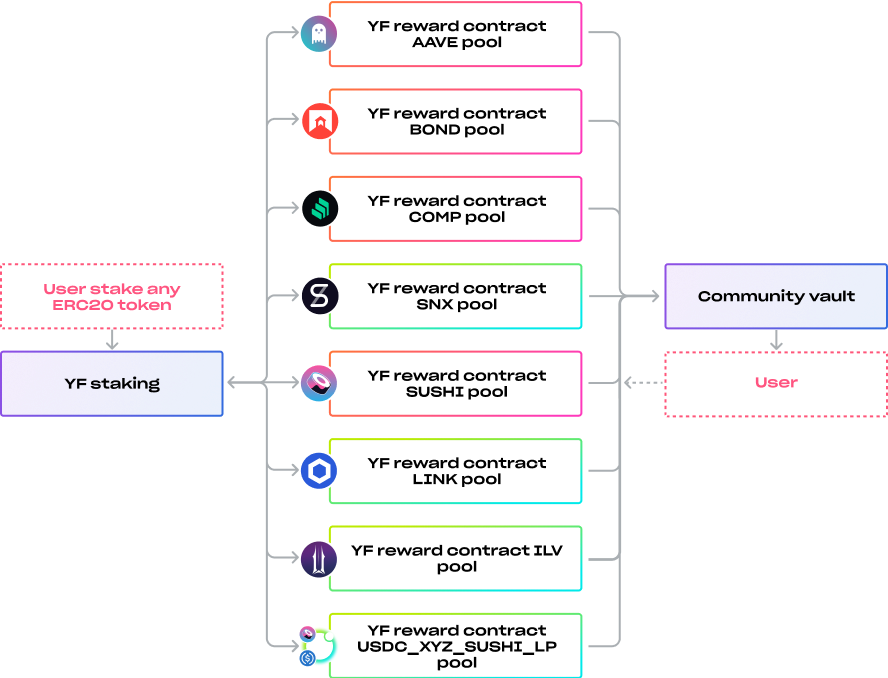 YF reward contract
AAVE pool
YF reward contract
BOND pool
YF reward contract
COMP pool
User stake any
ERC20 token
YF reward contract
SNX pool
Community vault
YF staking
YF reward contract
SUSHI pool
User
YF reward contract
LINK pool
YF reward contract ILV
pool
YF reward contract
USDC_XYZ_SUSHI_LP
pool